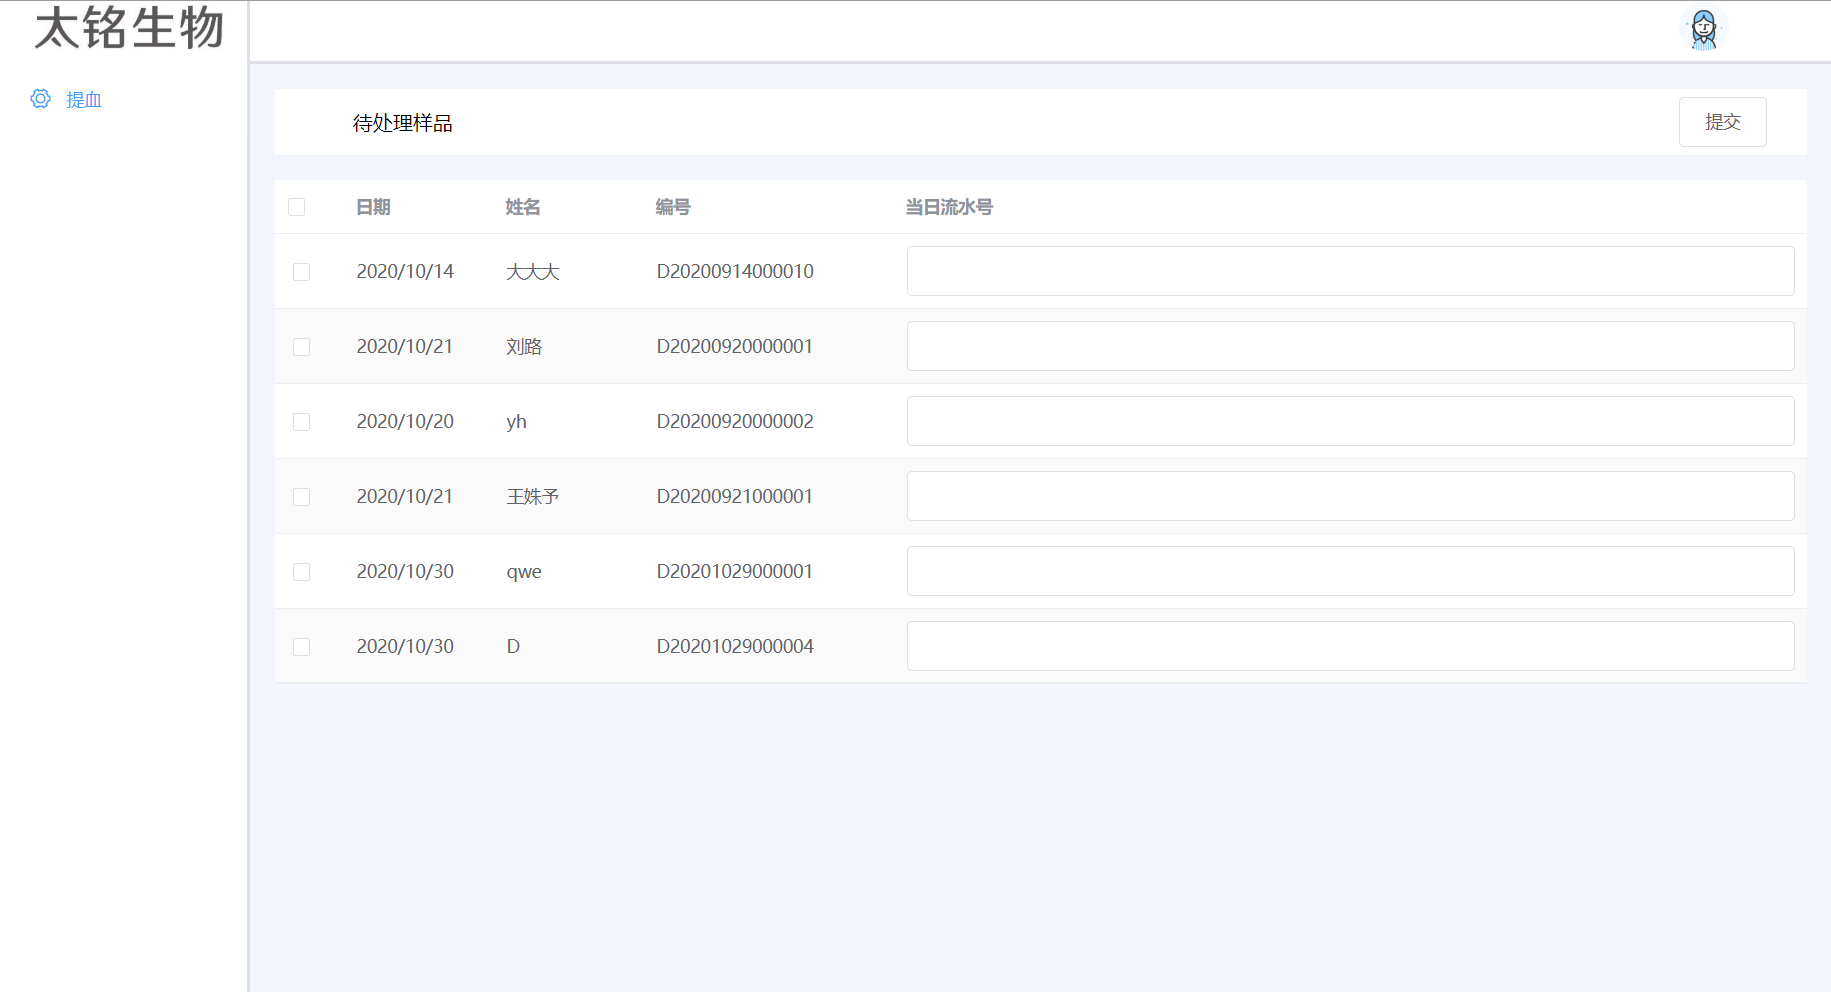 太铭生物
提血
待处理样品 提交
日期 姓名 编号 当日流水号
2020/10/14 大大大 D20200914000010
2020/10/21 刘路 D20200920000001
2020/10/20 yh D20200920000002
2020/10/21 王姝予 D20200921000001
2020/10/30 qwe D20201029000001
2020/10/30 D D20201029000004